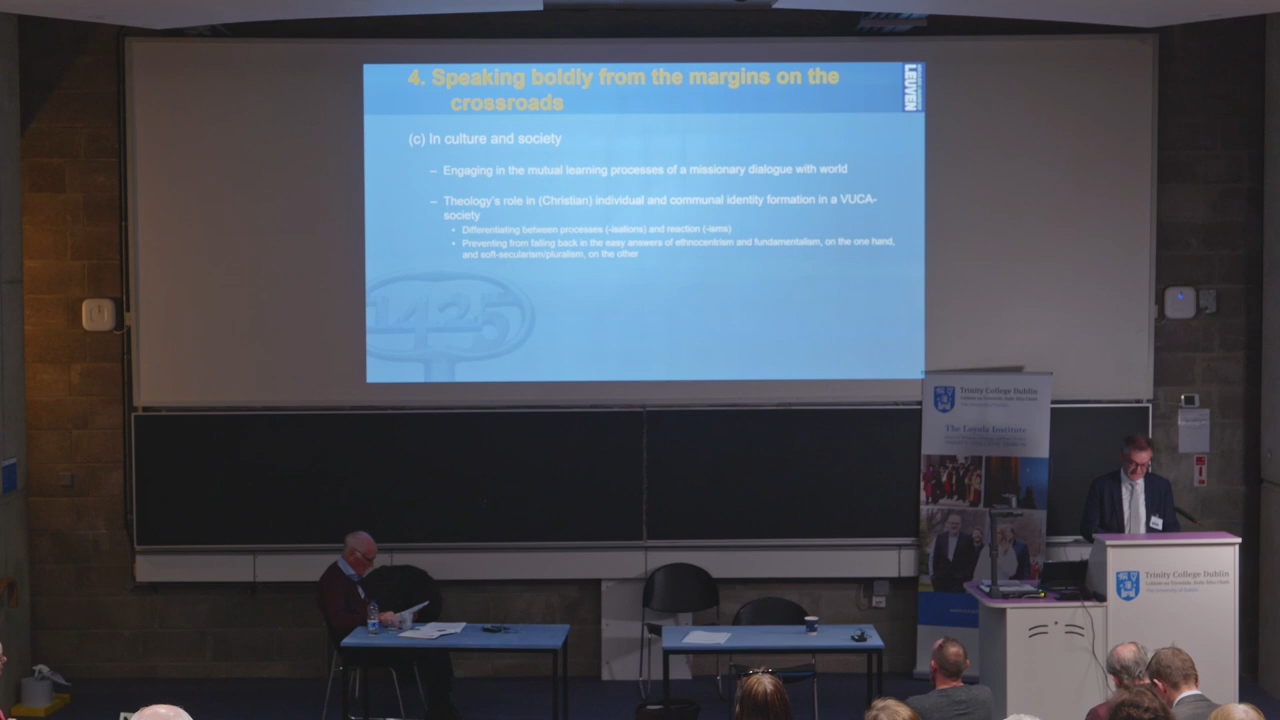 4. Speaking boldly from the margins on the
crossroads
LEUVEN
(c) In culture and society
– Engaging in the mutual learning processes of a missionary dialogue with world
– Theology's role in (Christian) individual and communal identity formation in a VUCA-
society
• Differentiating between processes (-isations) and reaction (-isms)
• Preventing from falling back in the easy answers of ethnocentrism and fundamentalism, on the one hand,
and soft-secularism/pluralism, on the other
1425
Trinity College Dublin
The Loyola Institute
Trinity College Dublin